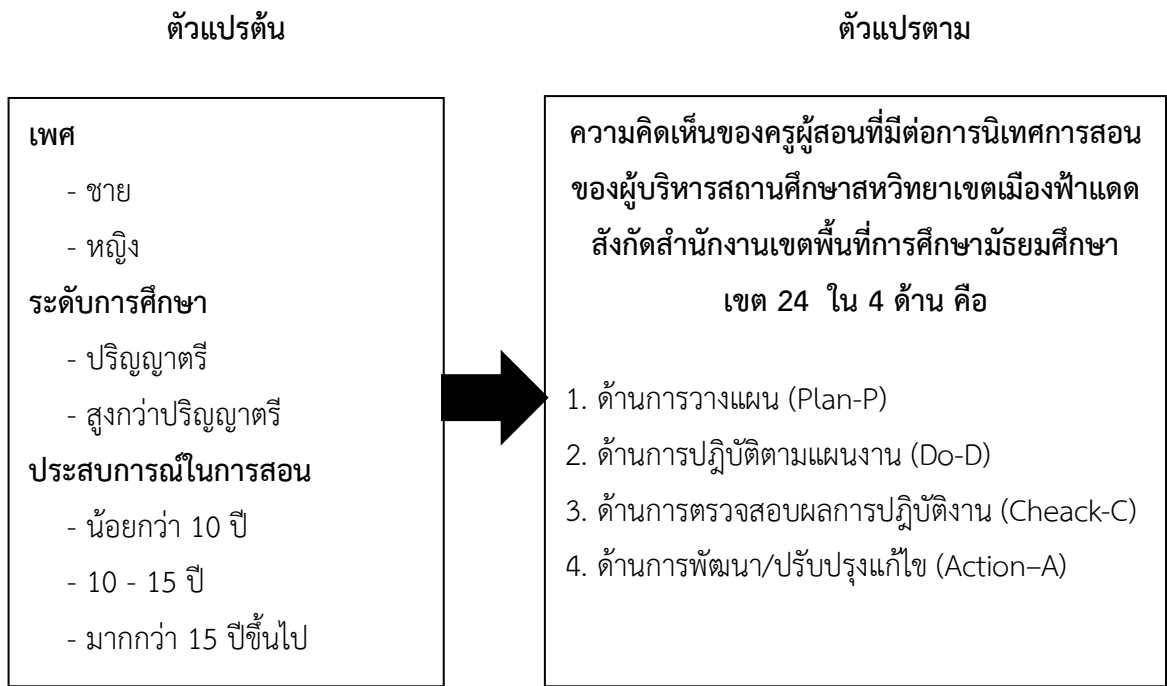 ตัวแปรต้น
ตัวแปรตาม
เพศ
- ชาย
- หญิง
ระดับการศึกษา
- ปริญญาตรี
- สูงกว่าปริญญาตรี
ประสบการณ์ในการสอน
- น้อยกว่า 10 ปี
- 10 - 15 ปี
- มากกว่า 15 ปีขึ้นไป
ความคิดเห็นของครูผู้สอนที่มีต่อการนิเทศการสอน
ของผู้บริหารสถานศึกษาสหวิทยาเขตเมืองฟ้าแดด
สังกัดสำนักงานเขตพื้นที่การศึกษามัธยมศึกษา
เขต 24 ใน 4 ด้าน คือ
1. ด้านการวางแผน (Plan-P)
2. ด้านการปฎิบัติตามแผนงาน (Do-D)
3. ด้านการตรวจสอบผลการปฎิบัติงาน (Cheack-C)
4. ด้านการพัฒนา/ปรับปรุงแก้ไข (Action–A)